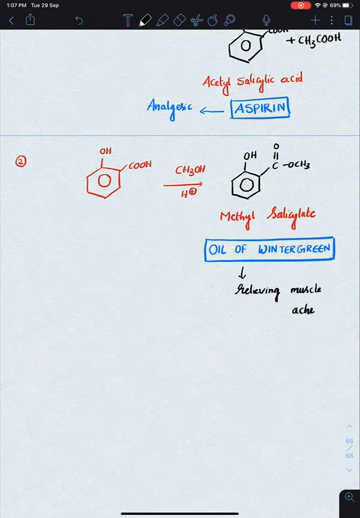 1:07 PM Tue 29 Sep
69%
COOH
+ CH3COOH
Acetyl Salicylic acid
Analgesic ← ASPIRIN
②
OH
COOH
CH3OH
H⊕
OH
O
C -OCH3
Methyl Salicylate
OIL OF WINTERGREEN
↓
Relieving muscle
ache
66
/
68